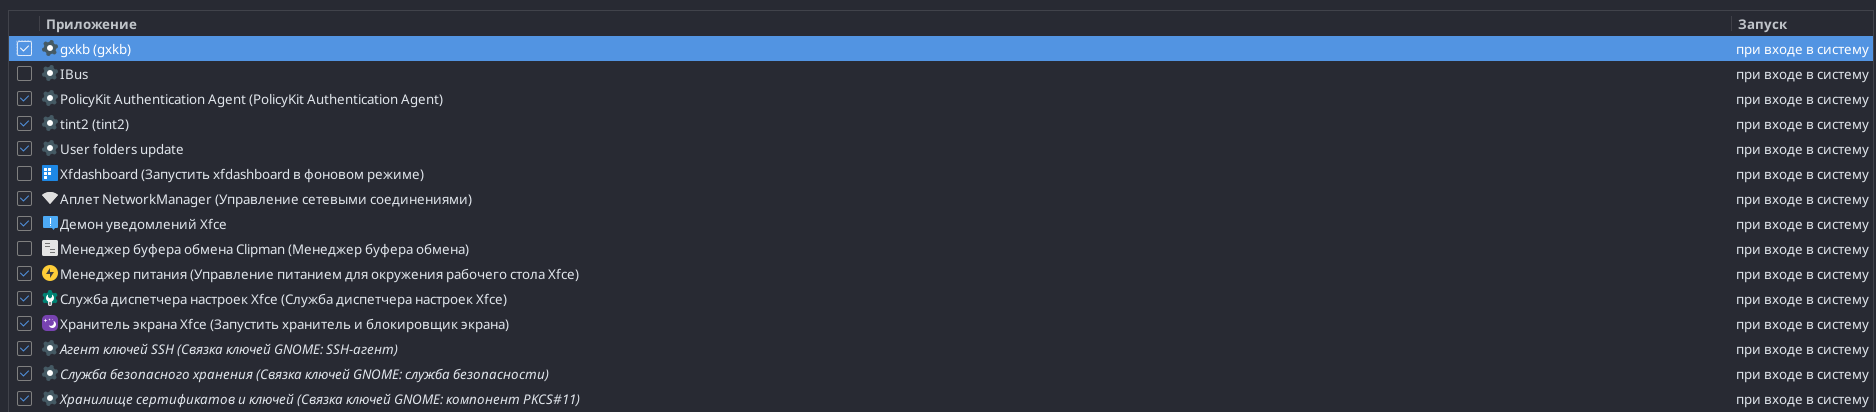 Приложение Запуск
gxkb (gxkb) при входе в систему
IBus при входе в систему
PolicyKit Authentication Agent (PolicyKit Authentication Agent) при входе в систему
tint2 (tint2) при входе в систему
User folders update при входе в систему
Xfdashboard (Запустить xfdashboard в фоновом режиме) при входе в систему
Апплет NetworkManager (Управление сетевыми соединениями) при входе в систему
Демон уведомлений Xfce при входе в систему
Менеджер буфера обмена Clipman (Менеджер буфера обмена) при входе в систему
Менеджер питания (Управление питанием для окружения рабочего стола Xfce) при входе в систему
Служба диспетчера настроек Xfce (Служба диспетчера настроек Xfce) при входе в систему
Хранитель экрана Xfce (Запустить хранитель и блокировщик экрана) при входе в систему
Агент ключей SSH (Связка ключей GNOME: SSH-агент) при входе в систему
Служба безопасного хранения (Связка ключей GNOME: служба безопасности) при входе в систему
Хранилище сертификатов и ключей (Связка ключей GNOME: компонент PKCS#11) при входе в систему